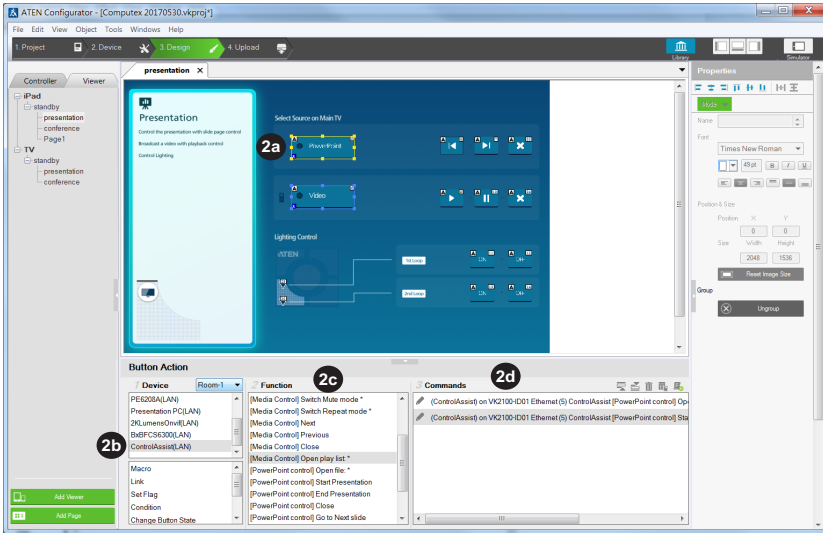 ATEN Configurator - [Computex 20170530.vkproj*]
File Edit View Object Tools Windows Help
1. Project
2. Device
3. Design
4. Upload
Library
Simulator
Controller
Viewer
iPad
standby
presentation
conference
Page1
TV
standby
presentation
conference
Add Viewer
Add Page
presentation X
Presentation
Control the presentation with slide page control
Broadcast a video with playback control
Control Lighting
Select Source on Main TV
2a
PowerPoint
Video
Lighting Control
ATEN
1st Loop
ON
OFF
2nd Loop
ON
OFF
Button Action
1 Device
Room-1
PE6208A(LAN)
Presentation PC(LAN)
2KLumensOnvif(LAN)
BxBFCS6300(LAN)
ControlAssist(LAN)
2b
Macro
Link
Set Flag
Condition
Change Button State
2 Function
2c
[Media Control] Switch Mute mode *
[Media Control] Switch Repeat mode *
[Media Control] Next
[Media Control] Previous
[Media Control] Close
[Media Control] Open play list: *
[PowerPoint control] Open file: *
[PowerPoint control] Start Presentation
[PowerPoint control] End Presentation
[PowerPoint control] Close
[PowerPoint control] Go to Next slide
3 Commands
2d
(ControlAssist) on VK2100-ID01 Ethernet (5) ControlAssist [PowerPoint control] Ope
(ControlAssist) on VK2100-ID01 Ethernet (5) ControlAssist [PowerPoint control] Sta
Properties
Mode
Name
Font
Times New Roman
48 pt
B I U
Position & Size
Position X Y
0 0
Size Width Height
2048 1536
Reset Image Size
Group
Ungroup